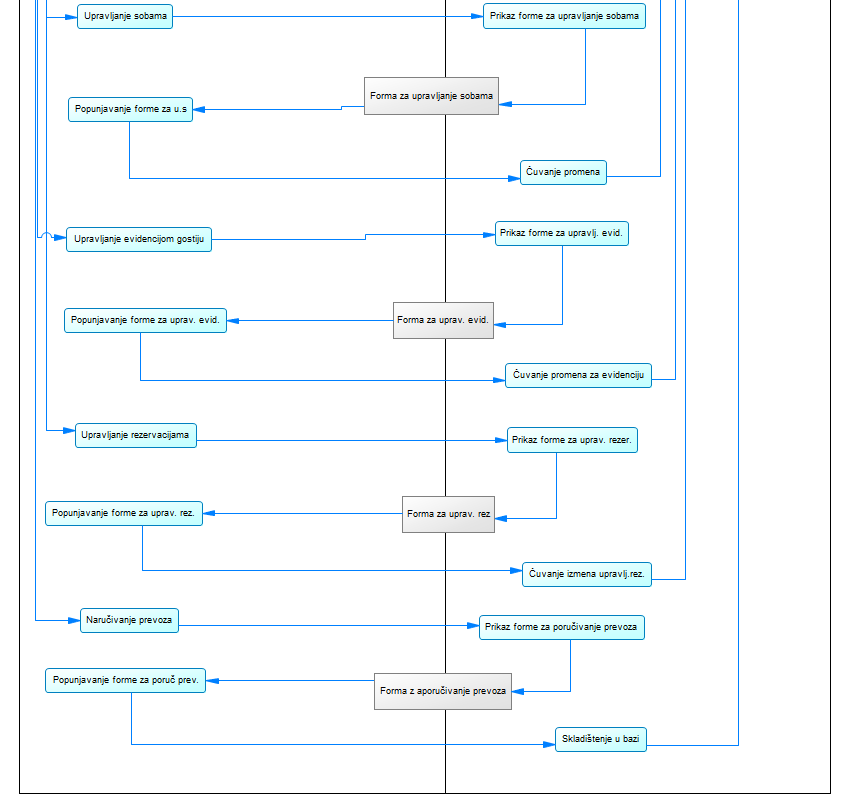 Upravljanje sobama
Prikaz forme za upravljanje sobama
Forma za upravljanje sobama
Popunjavanje forme za u.s
Čuvanje promena
Upravljanje evidencijom gostiju
Prikaz forme za upravlj. evid.
Popunjavanje forme za uprav. evid.
Forma za uprav. evid.
Čuvanje promena za evidenciju
Upravljanje rezervacijama
Prikaz forme za uprav. rezer.
Popunjavanje forme za uprav. rez.
Forma za uprav. rez
Čuvanje izmena upravlj.rez.
Naručivanje prevoza
Prikaz forme za poručivanje prevoza
Popunjavanje forme za poruč prev.
Forma z aporučivanje prevoza
Skladištenje u bazi